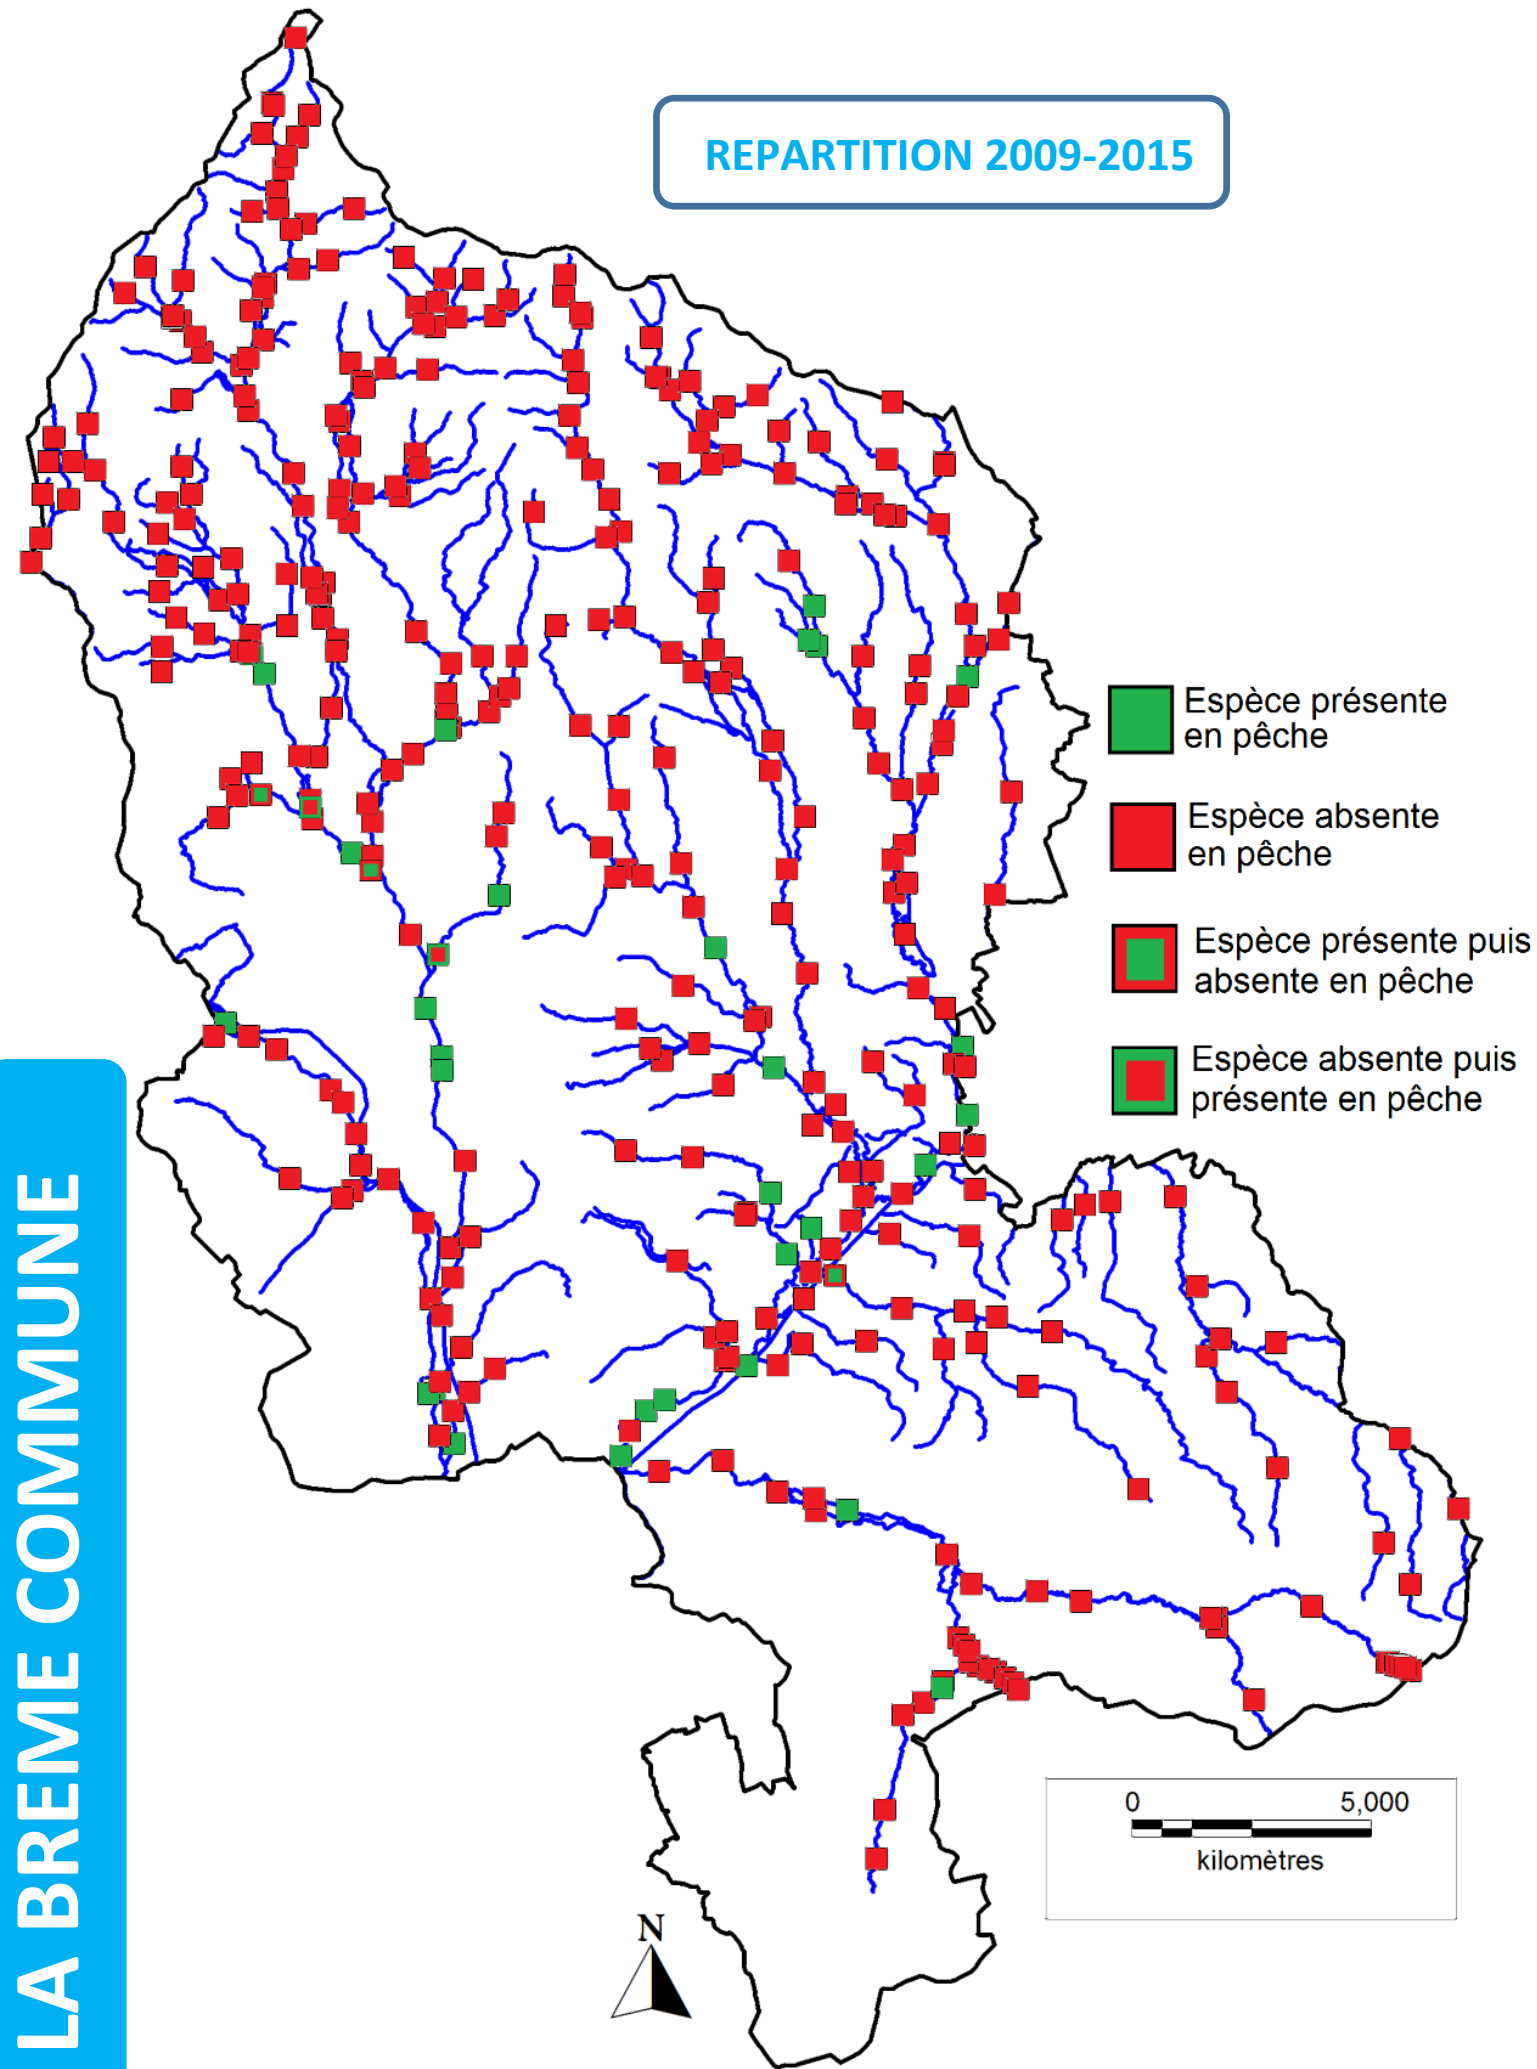 REPARTITION 2009-2015
Espèce présente
en pêche
Espèce absente
en pêche
Espèce présente puis
absente en pêche
Espèce absente puis
présente en pêche
LA BREME COMMUNE
0 5,000
kilomètres
N